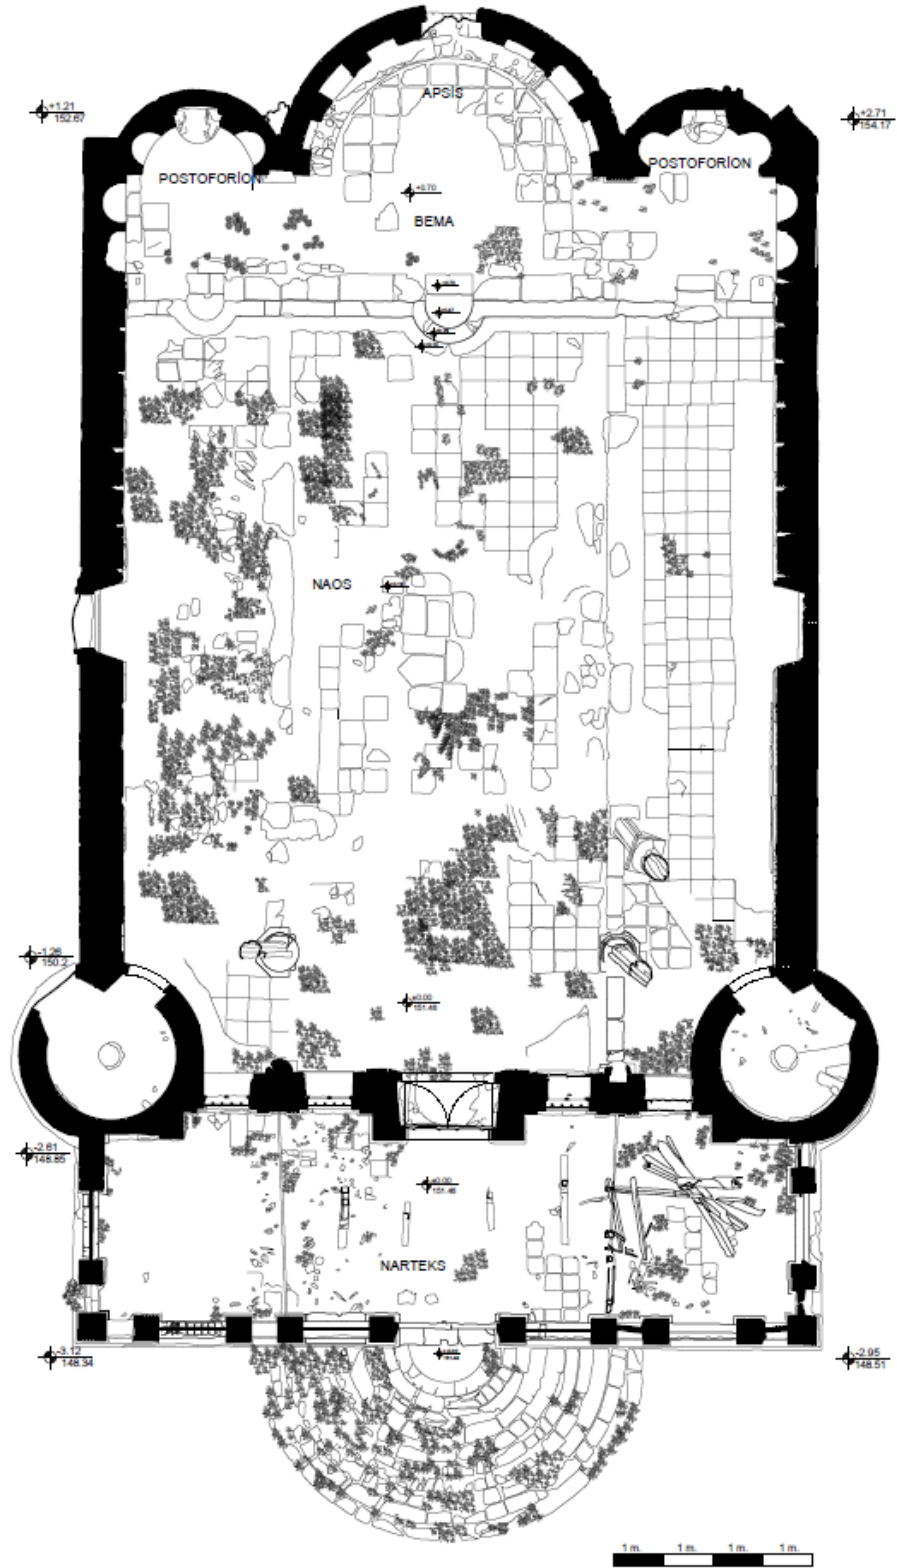 APSİS
+1.21
152.67
+2.71
154.17
POSTOFORİON
POSTOFORİON
+0.70
BEMA
NAOS
-1.26
150.2
±0.00
151.46
-2.61
148.85
±0.00
151.46
NARTEKS
-3.12
148.34
-2.95
148.51
1 m.
1 m.
1 m.
1 m.